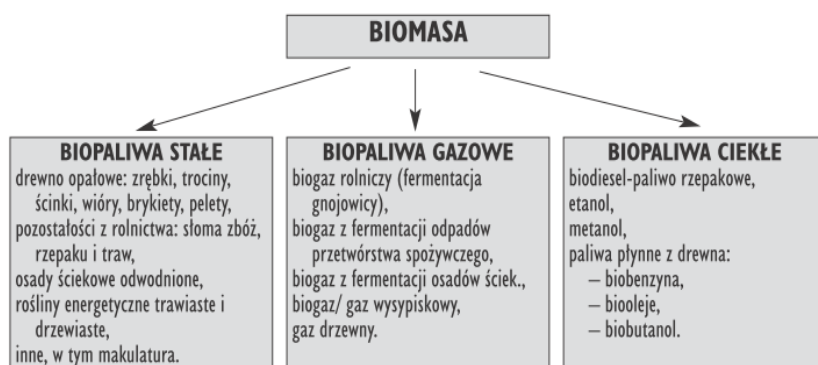 BIOMASA
BIOPALIWA STAŁE
drewno opałowe: zrębki, trociny,
ścinki, wióry, brykiety, pelety,
pozostałości z rolnictwa: słoma zbóż,
rzepaku i traw,
osady ściekowe odwodnione,
rośliny energetyczne trawiaste i
drzewiaste,
inne, w tym makulatura.
BIOPALIWA GAZOWE
biogaz rolniczy (fermentacja
gnojowicy),
biogaz z fermentacji odpadów
przetwórstwa spożywczego,
biogaz z fermentacji osadów ściek.,
biogaz/ gaz wysypiskowy,
gaz drzewny.
BIOPALIWA CIEKŁE
biodiesel-paliwo rzepakowe,
etanol,
metanol,
paliwa płynne z drewna:
– biobenzyna,
– biooleje,
– biobutanol.